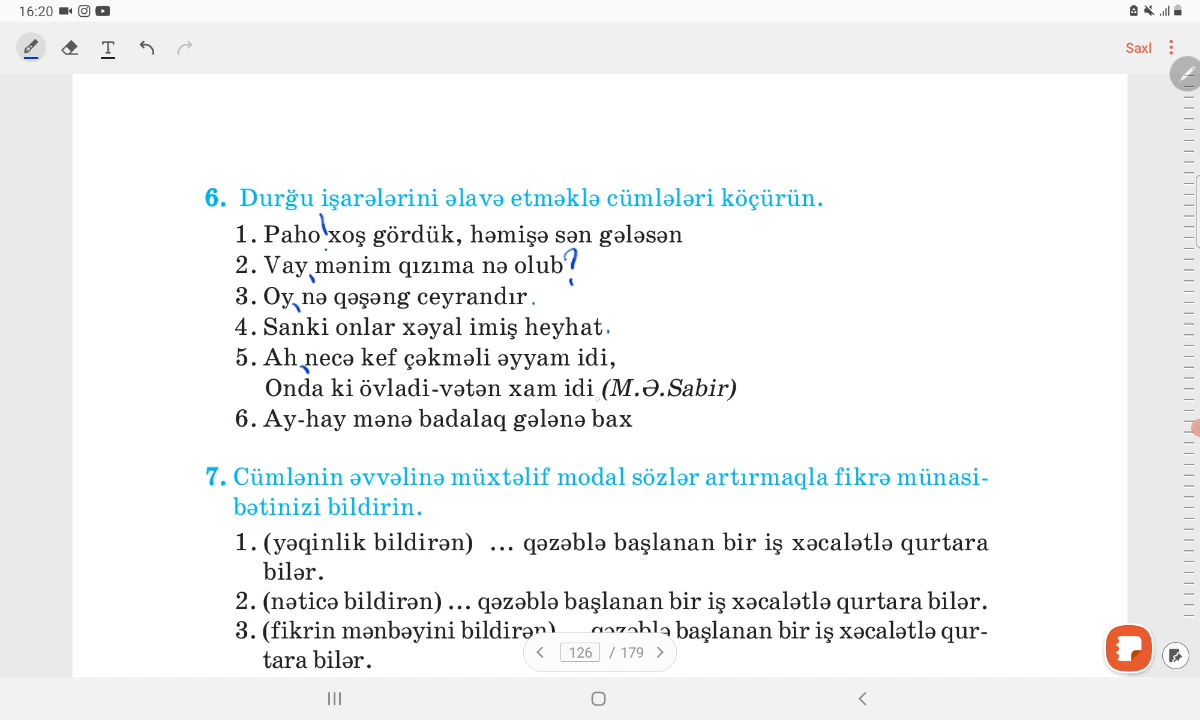 16:20
T
Saxl
6. Durğu işarələrini əlavə etməklə cümlələri köçürün.
1. Paho ! xoş gördük, həmişə sən gələsən
2. Vay, mənim qızıma nə olub?
3. Oy, nə qəşəng ceyrandır.
4. Sanki onlar xəyal imiş heyhat.
5. Ah, necə kef çəkməli əyyam idi,
Onda ki övladi-vətən xam idi (M.Ə.Sabir)
6. Ay-hay mənə badalaq gələnə bax
7. Cümlənin əvvəlinə müxtəlif modal sözlər artırmaqla fikrə münasi-
bətinizi bildirin.
1. (yəqinlik bildirən) ... qəzəblə başlanan bir iş xəcalətlə qurtara
bilər.
2. (nəticə bildirən) ... qəzəblə başlanan bir iş xəcalətlə qurtara bilər.
3. (fikrin mənbəyini bildirən) ... qəzəblə başlanan bir iş xəcalətlə qur-
tara bilər.
126 / 179